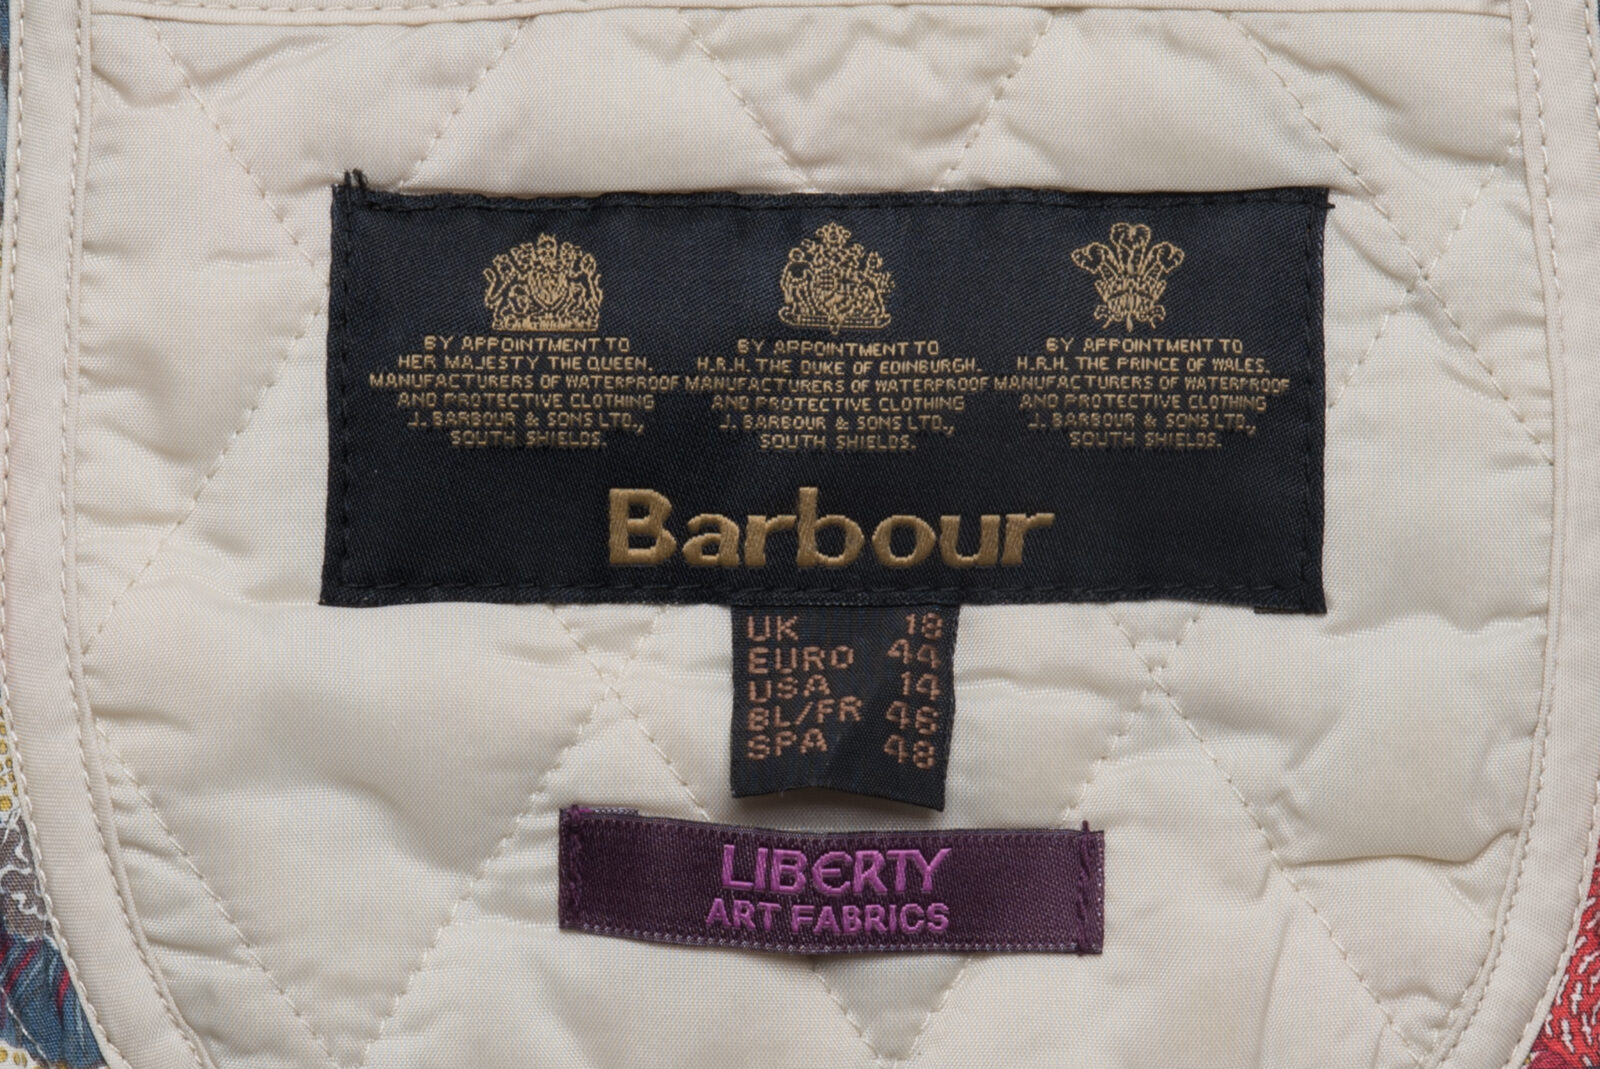 BY APPOINTMENT TO
HER MAJESTY THE QUEEN.
MANUFACTURERS OF WATERPROOF
AND PROTECTIVE CLOTHING
J. BARBOUR & SONS LTD.,
SOUTH SHIELDS.
BY APPOINTMENT TO
H.R.H. THE DUKE OF EDINBURGH.
MANUFACTURERS OF WATERPROOF
AND PROTECTIVE CLOTHING
J. BARBOUR & SONS LTD.,
SOUTH SHIELDS.
BY APPOINTMENT TO
H.R.H. THE PRINCE OF WALES.
MANUFACTURERS OF WATERPROOF
AND PROTECTIVE CLOTHING
J. BARBOUR & SONS LTD.,
SOUTH SHIELDS.
Barbour
UK 18
EURO 44
USA 14
BL/FR 46
SPA 48
LIBERTY
ART FABRICS